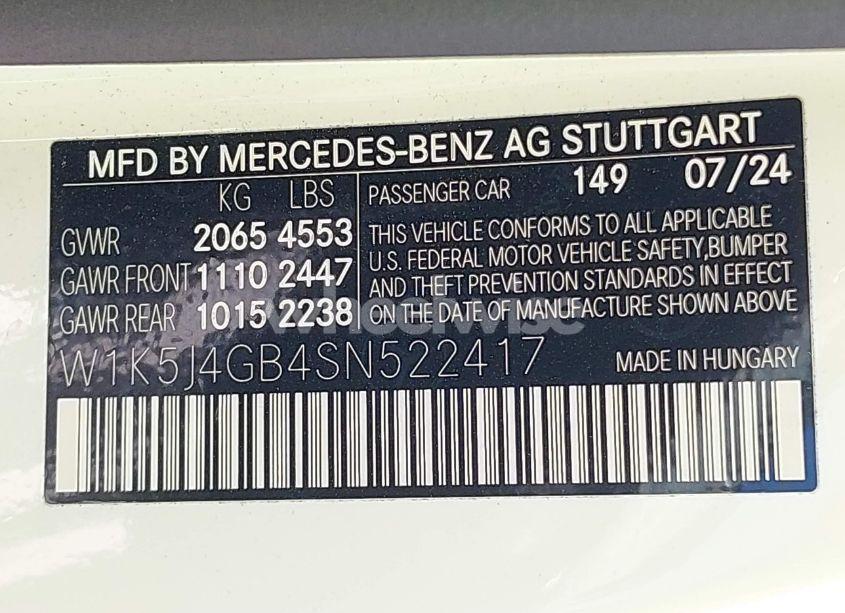 MFD BY MERCEDES-BENZ AG STUTTGART
KG LBS
GVWR 2065 4553
GAWR FRONT 1110 2447
GAWR REAR 1015 2238
PASSENGER CAR 149 07/24
THIS VEHICLE CONFORMS TO ALL APPLICABLE
U.S. FEDERAL MOTOR VEHICLE SAFETY,BUMPER
AND THEFT PREVENTION STANDARDS IN EFFECT
ON THE DATE OF MANUFACTURE SHOWN ABOVE
W1K5J4GB4SN522417
MADE IN HUNGARY